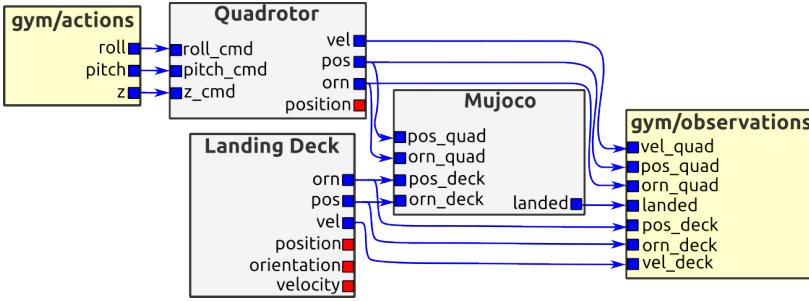 gym/actions
roll
pitch
z
Quadrotor
roll_cmd
pitch_cmd
z_cmd
vel
pos
orn
position
Landing Deck
orn
pos
vel
position
orientation
velocity
Mujoco
pos_quad
orn_quad
pos_deck
orn_deck
landed
gym/observations
vel_quad
pos_quad
orn_quad
landed
pos_deck
orn_deck
vel_deck